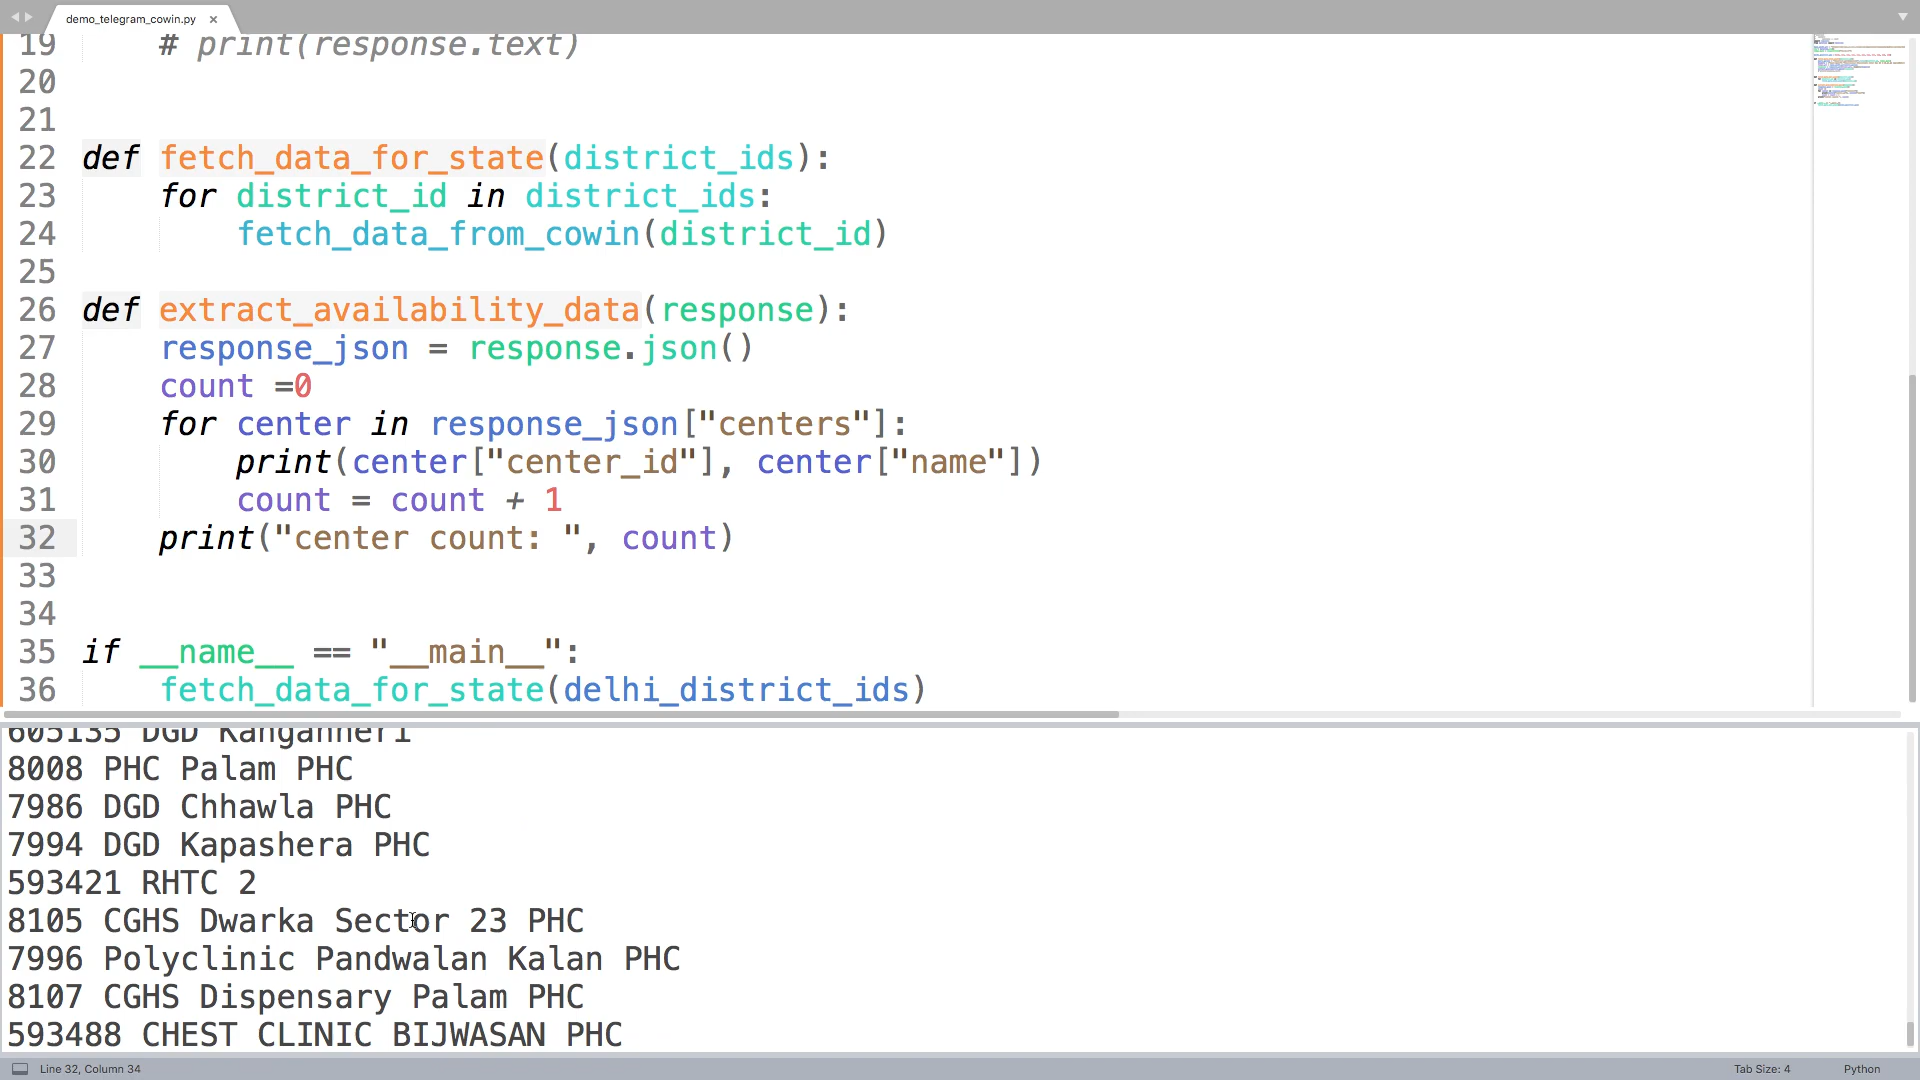 demo_telegram_cowin.py ×
19 # print(response.text)
20
21
22 def fetch_data_for_state(district_ids):
23 for district_id in district_ids:
24 fetch_data_from_cowin(district_id)
25
26 def extract_availability_data(response):
27 response_json = response.json()
28 count =0
29 for center in response_json["centers"]:
30 print(center["center_id"], center["name"])
31 count = count + 1
32 print("center count: ", count)
33
34
35 if __name__ == "__main__":
36 fetch_data_for_state(delhi_district_ids)
605135 DGD Kanganheri
8008 PHC Palam PHC
7986 DGD Chhawla PHC
7994 DGD Kapashera PHC
593421 RHTC 2
8105 CGHS Dwarka Sector 23 PHC
7996 Polyclinic Pandwalan Kalan PHC
8107 CGHS Dispensary Palam PHC
593488 CHEST CLINIC BIJWASAN PHC
Line 32, Column 34 Tab Size: 4 Python